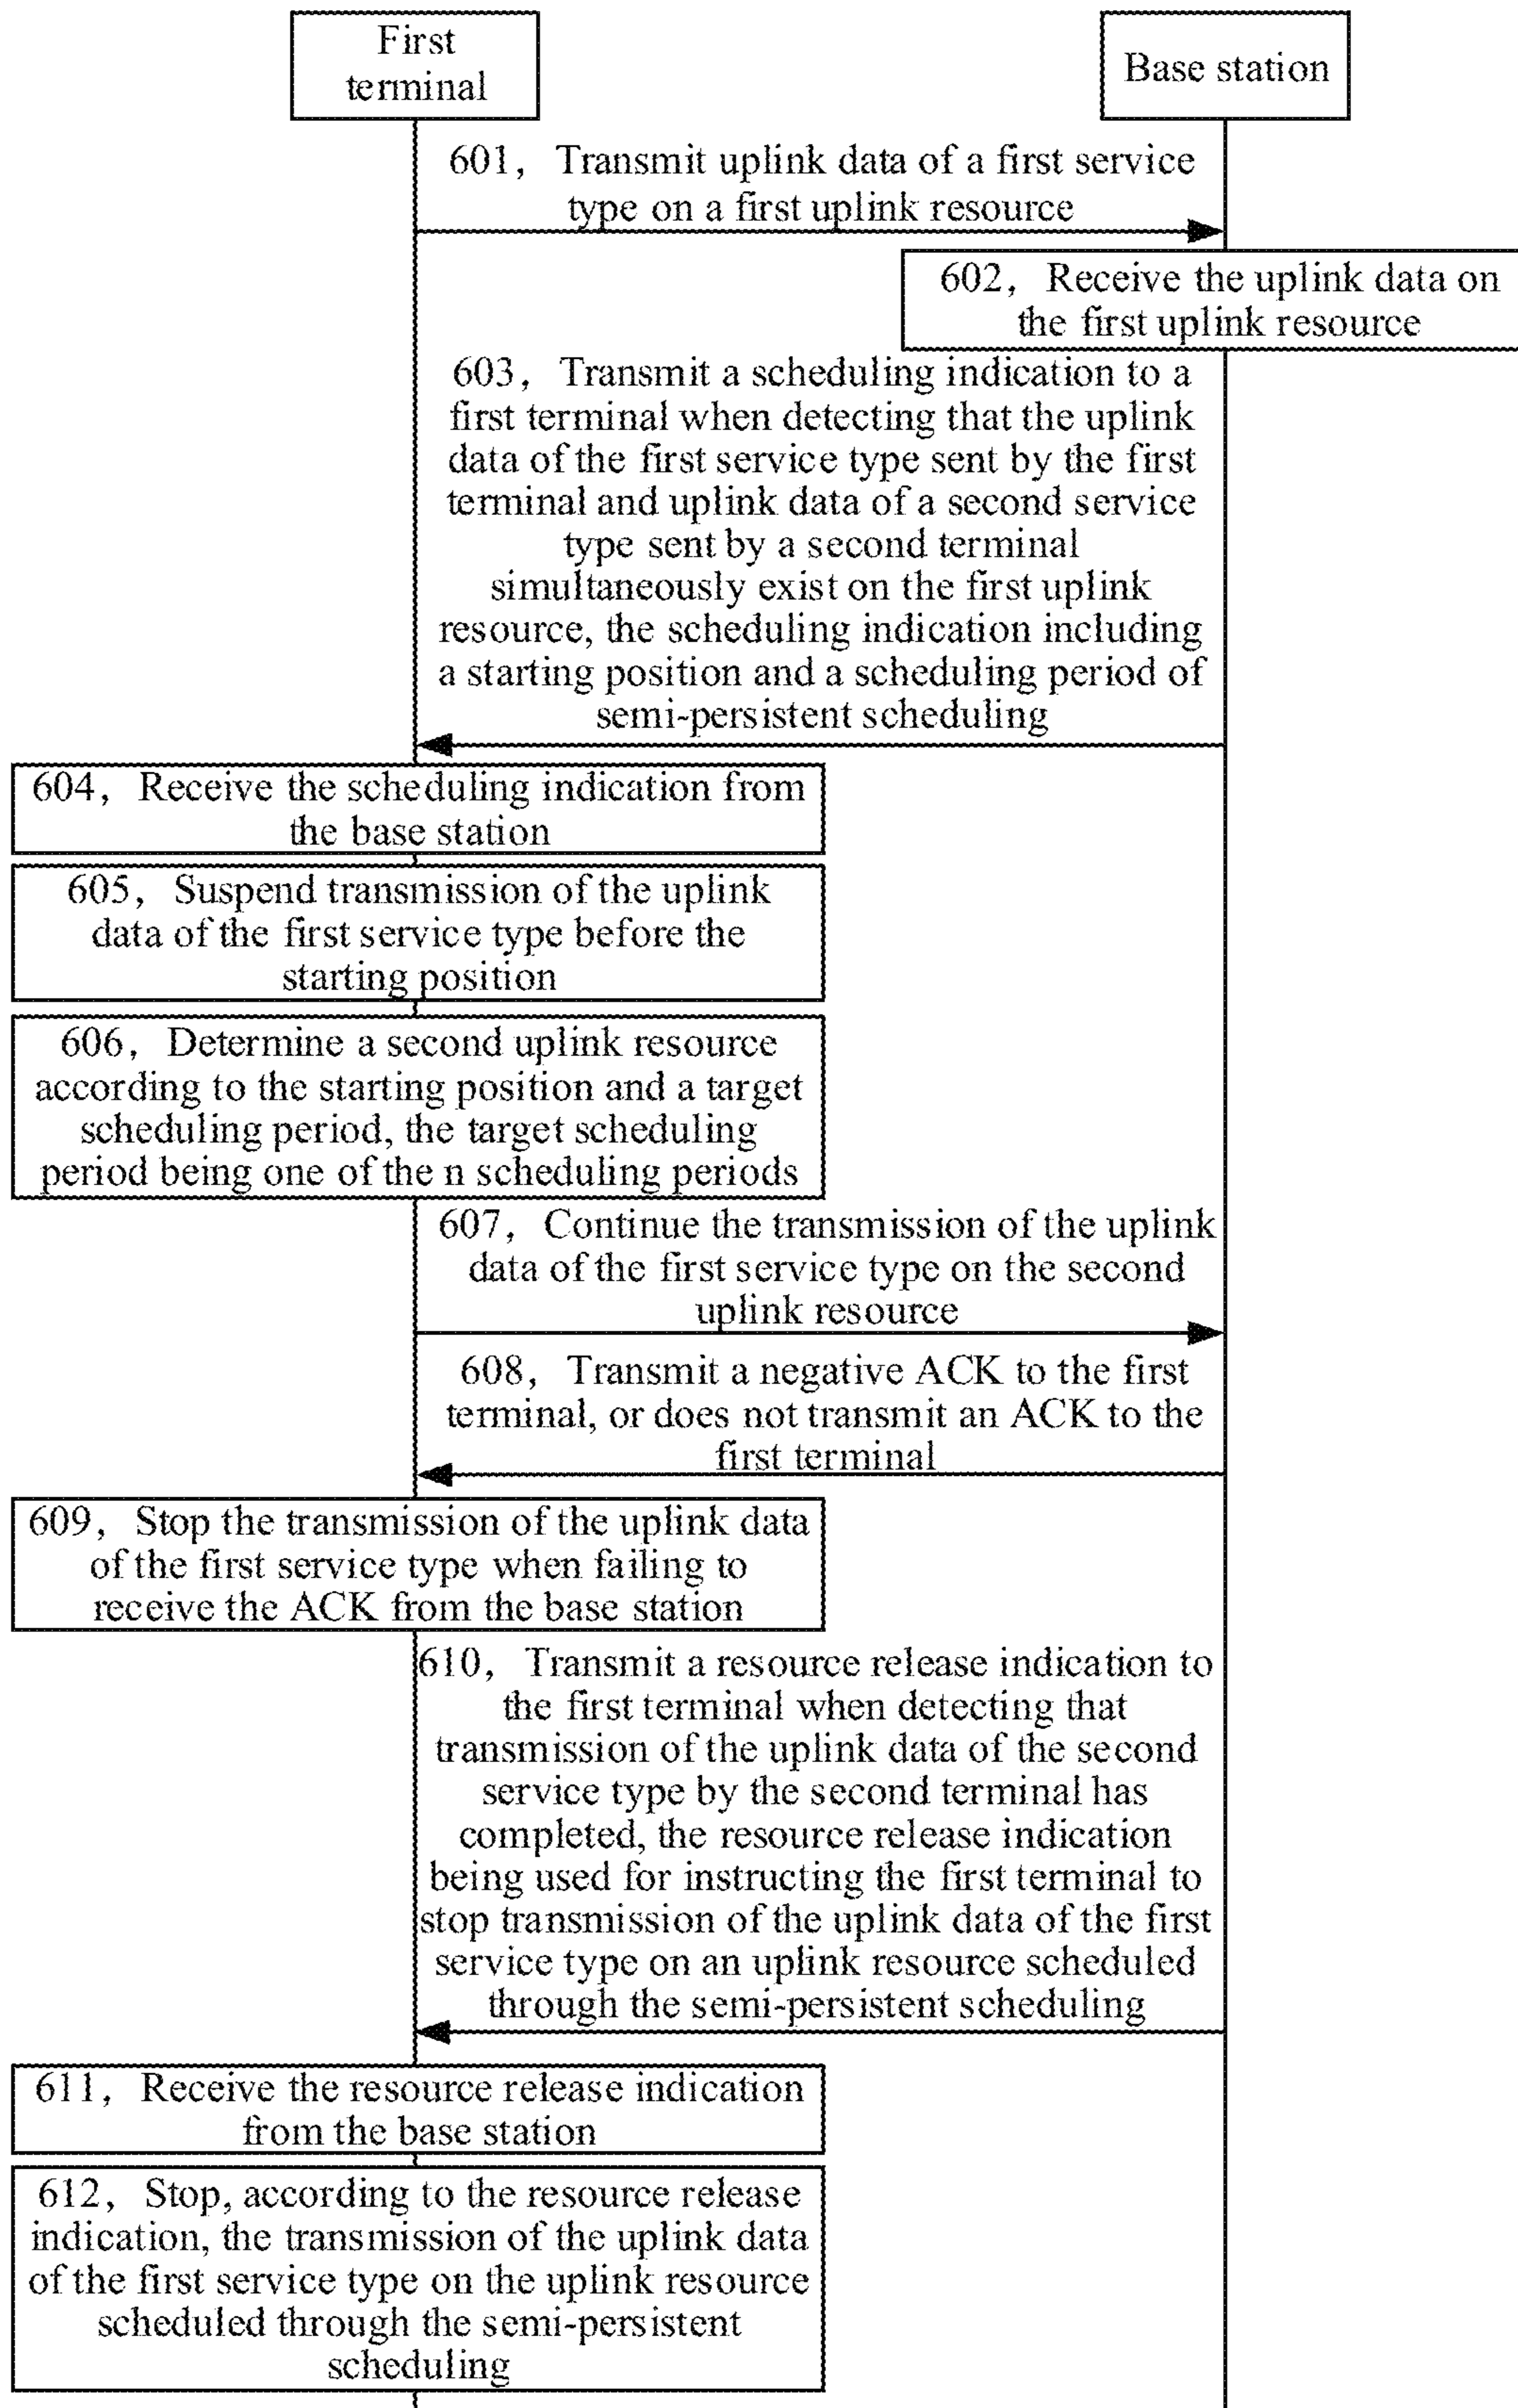 First
terminal
Base station
601, Transmit uplink data of a first service
type on a first uplink resource
602, Receive the uplink data on
the first uplink resource
603, Transmit a scheduling indication to a
first terminal when detecting that the uplink
data of the first service type sent by the first
terminal and uplink data of a second service
type sent by a second terminal
simultaneously exist on the first uplink
resource, the scheduling indication including
a starting position and a scheduling period of
semi-persistent scheduling
604, Receive the scheduling indication from
the base station
605, Suspend transmission of the uplink
data of the first service type before the
starting position
606, Determine a second uplink resource
according to the starting position and a target
scheduling period, the target scheduling
period being one of the n scheduling periods
607, Continue the transmission of the uplink
data of the first service type on the second
uplink resource
608, Transmit a negative ACK to the first
terminal, or does not transmit an ACK to the
first terminal
609, Stop the transmission of the uplink data
of the first service type when failing to
receive the ACK from the base station
610, Transmit a resource release indication to
the first terminal when detecting that
transmission of the uplink data of the second
service type by the second terminal has
completed, the resource release indication
being used for instructing the first terminal to
stop transmission of the uplink data of the first
service type on an uplink resource scheduled
through the semi-persistent scheduling
611, Receive the resource release indication
from the base station
612, Stop, according to the resource release
indication, the transmission of the uplink data
of the first service type on the uplink resource
scheduled through the semi-persistent
scheduling